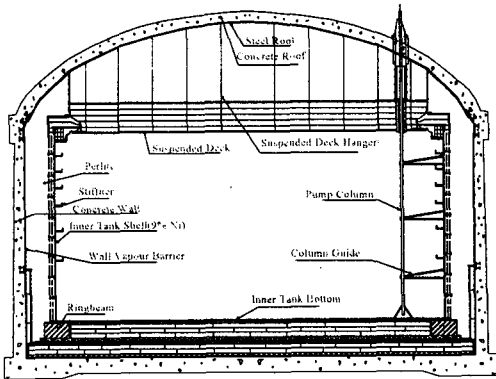 Steel Roof
Concrete Roof
Suspended Deck
Suspended Deck Hanger
Perlite
Stiffner
Concrete Wall
Inner Tank Shell(9% Ni)
Pump Column
Wall Vapour Barrier
Column Guide
Inner Tank Bottom
Ringbeam